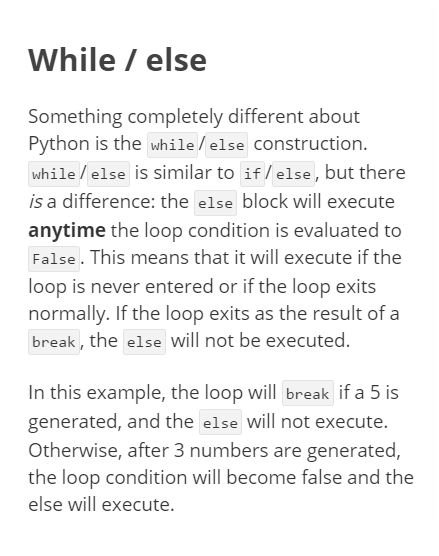 While / else
Something completely different about
Python is the while/else construction.
while/else is similar to if/else, but there
is a difference: the else block will execute
anytime the loop condition is evaluated to
False. This means that it will execute if the
loop is never entered or if the loop exits
normally. If the loop exits as the result of a
break, the else will not be executed.
In this example, the loop will break if a 5 is
generated, and the else will not execute.
Otherwise, after 3 numbers are generated,
the loop condition will become false and the
else will execute.